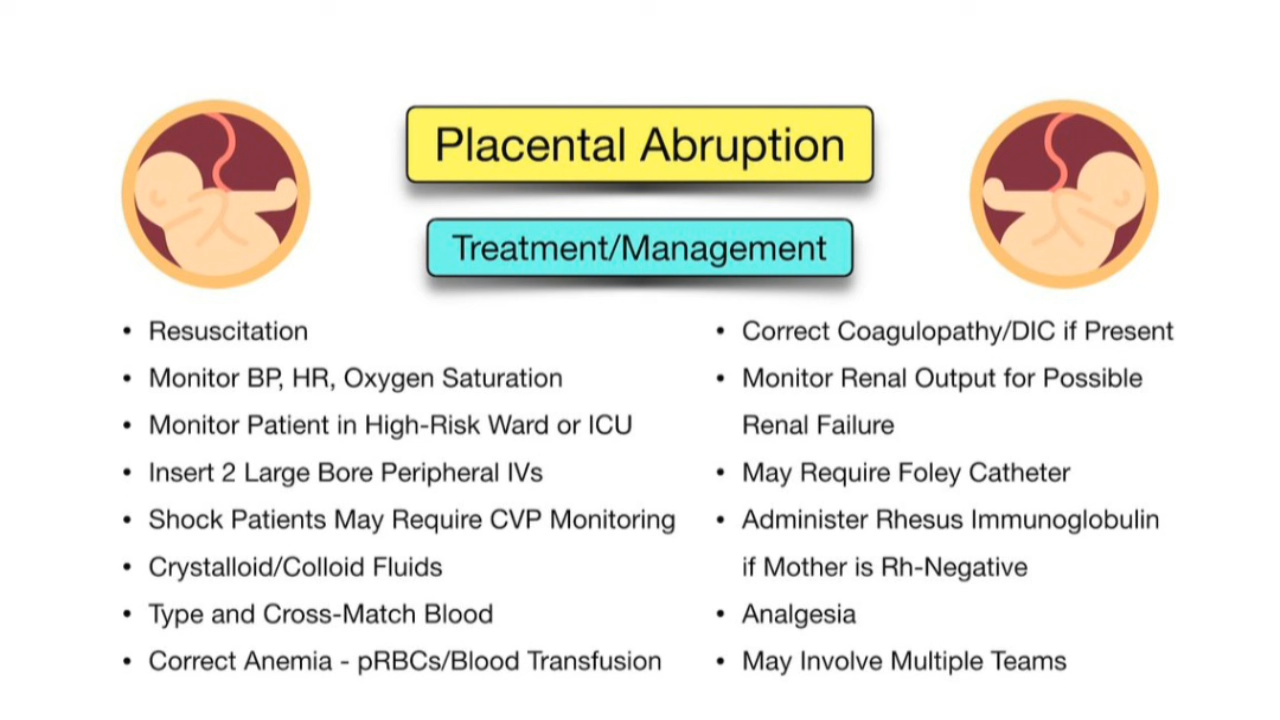 Placental Abruption
Treatment/Management
• Resuscitation
• Monitor BP, HR, Oxygen Saturation
• Monitor Patient in High-Risk Ward or ICU
• Insert 2 Large Bore Peripheral IVs
• Shock Patients May Require CVP Monitoring
• Crystalloid/Colloid Fluids
• Type and Cross-Match Blood
• Correct Anemia - pRBCs/Blood Transfusion
• Correct Coagulopathy/DIC if Present
• Monitor Renal Output for Possible
Renal Failure
• May Require Foley Catheter
• Administer Rhesus Immunoglobulin
if Mother is Rh-Negative
• Analgesia
• May Involve Multiple Teams